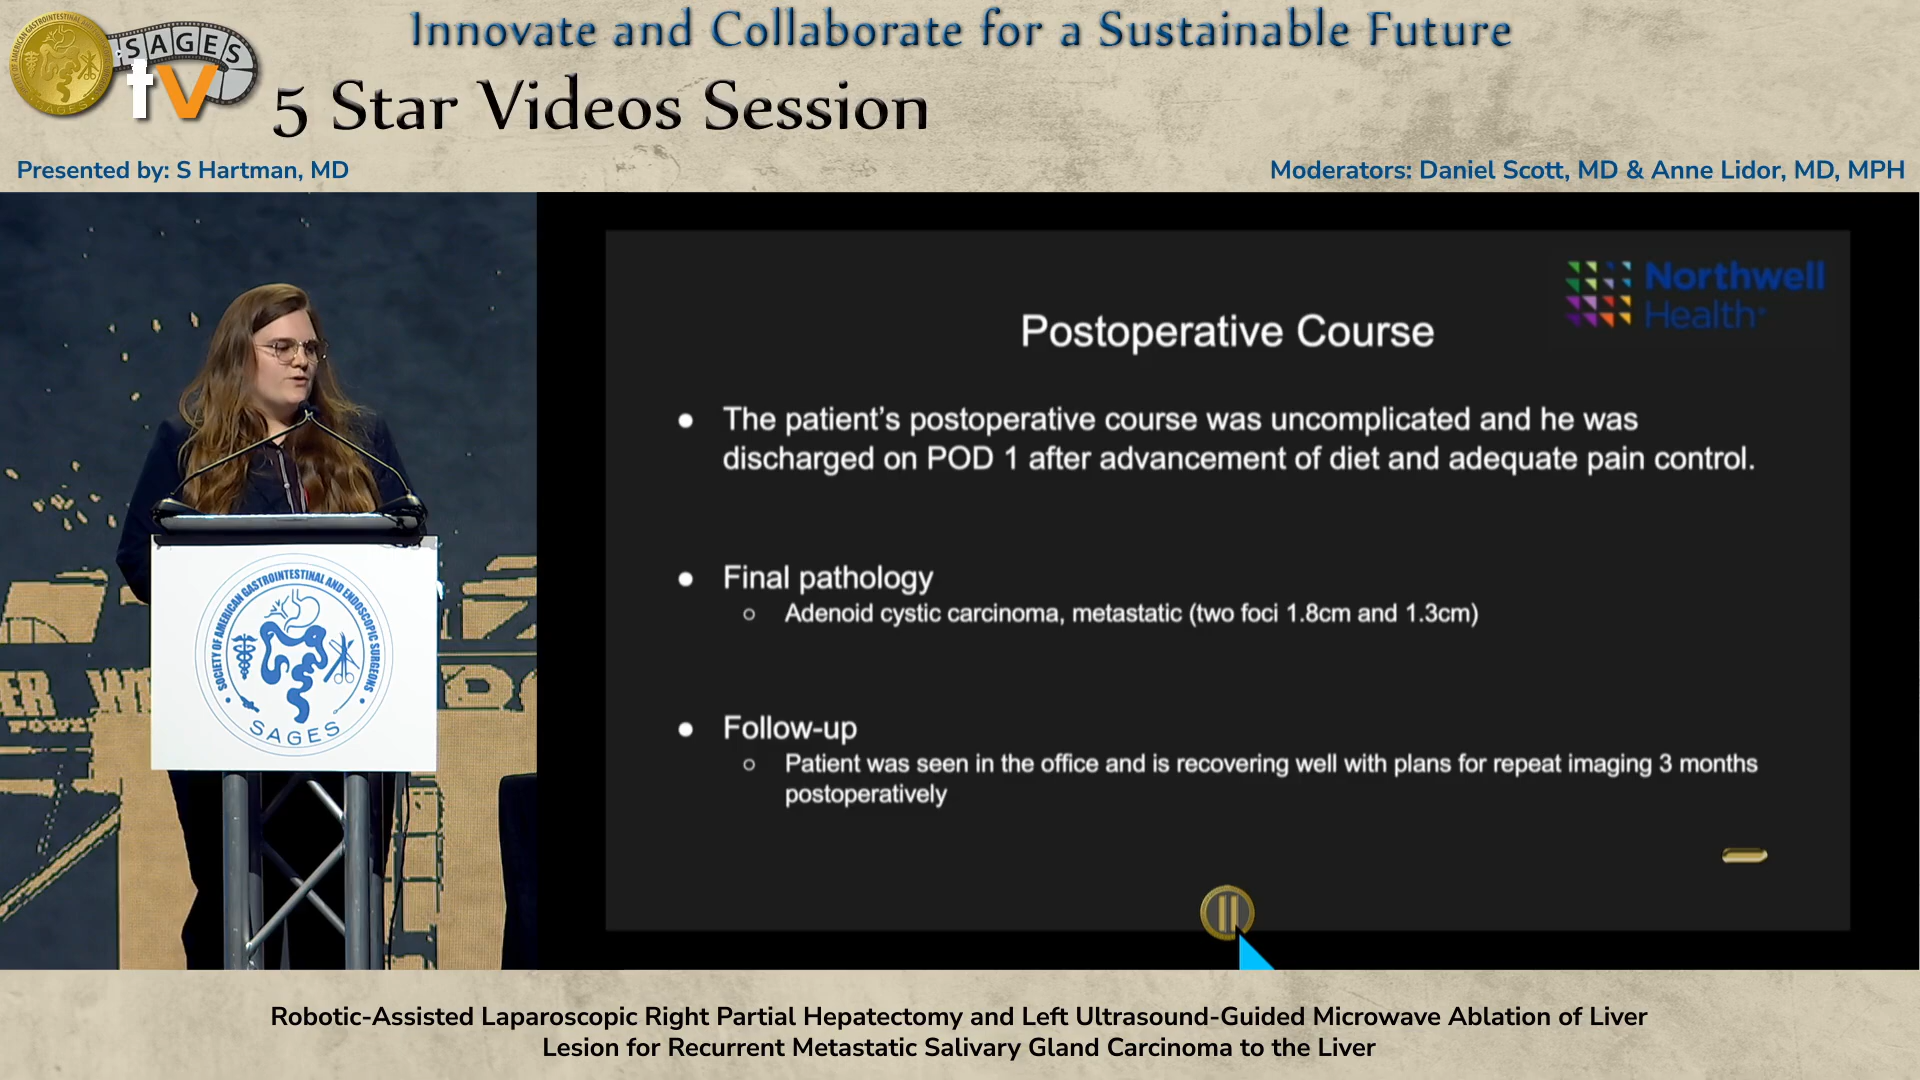 Innovate and Collaborate for a Sustainable Future
SAGES
tv
5 Star Videos Session
Presented by: S Hartman, MD
Moderators: Daniel Scott, MD & Anne Lidor, MD, MPH
Northwell
Health
Postoperative Course
● The patient's postoperative course was uncomplicated and he was
discharged on POD 1 after advancement of diet and adequate pain control.
● Final pathology
○ Adenoid cystic carcinoma, metastatic (two foci 1.8cm and 1.3cm)
● Follow-up
○ Patient was seen in the office and is recovering well with plans for repeat imaging 3 months
postoperatively
SOCIETY OF AMERICAN GASTROINTESTINAL AND ENDOSCOPIC SURGEONS
SAGES
Robotic-Assisted Laparoscopic Right Partial Hepatectomy and Left Ultrasound-Guided Microwave Ablation of Liver
Lesion for Recurrent Metastatic Salivary Gland Carcinoma to the Liver